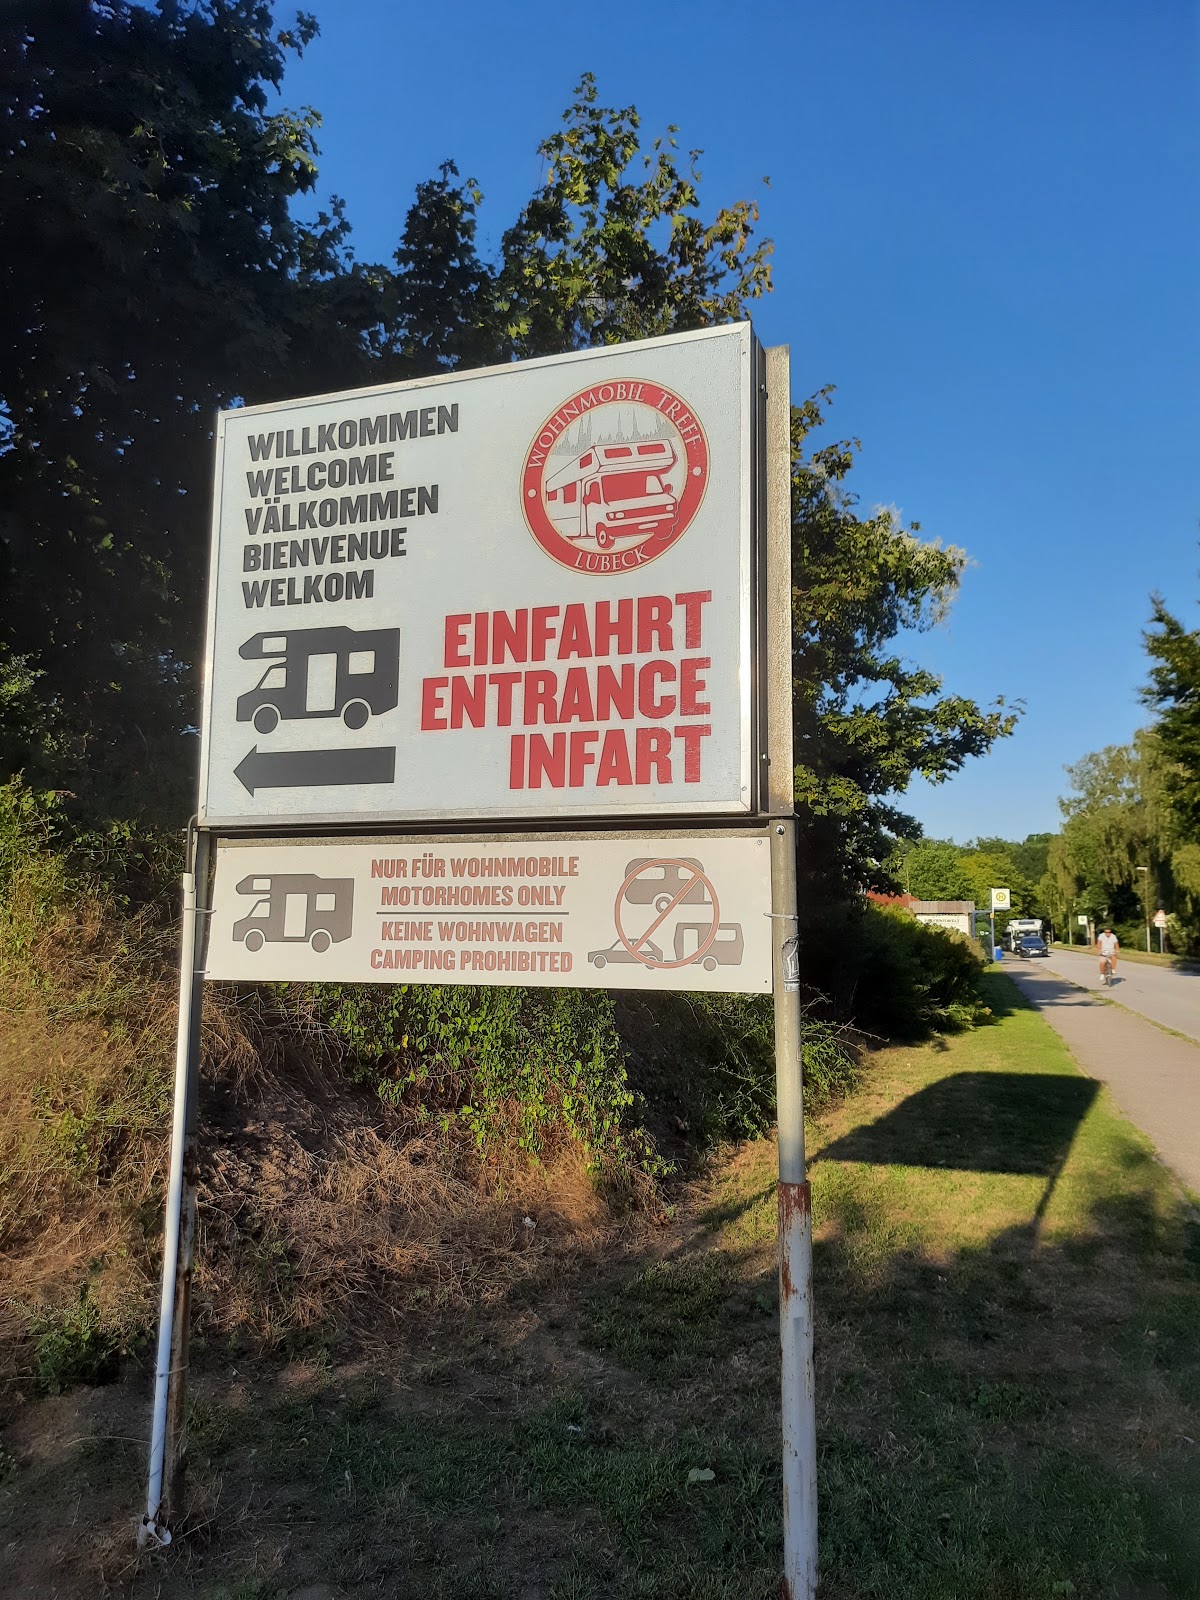 WILLKOMMEN
WELCOME
VÄLKOMMEN
BIENVENUE
WELKOM
WOHNMOBIL TREFF
LÜBECK
EINFAHRT
ENTRANCE
INFART
NUR FÜR WOHNMOBILE
MOTORHOMES ONLY
KEINE WOHNWAGEN
CAMPING PROHIBITED
H